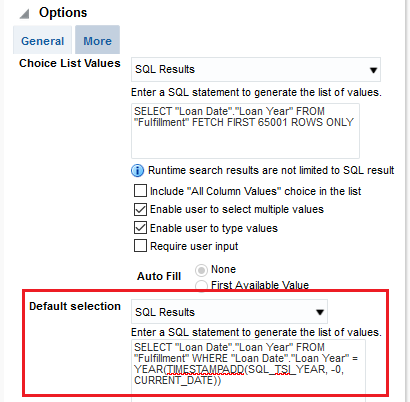 Options
General More
Choice List Values SQL Results
Enter a SQL statement to generate the list of values.
SELECT "Loan Date"."Loan Year" FROM
"Fulfillment" FETCH FIRST 65001 ROWS ONLY
Runtime search results are not limited to SQL result
Include "All Column Values" choice in the list
Enable user to select multiple values
Enable user to type values
Require user input
Auto Fill None
First Available Value
Default selection SQL Results
Enter a SQL statement to generate the list of values.
SELECT "Loan Date"."Loan Year" FROM
"Fulfillment" WHERE "Loan Date"."Loan Year" =
YEAR(TIMESTAMPADD(SQL_TSI_YEAR, -0,
CURRENT_DATE))